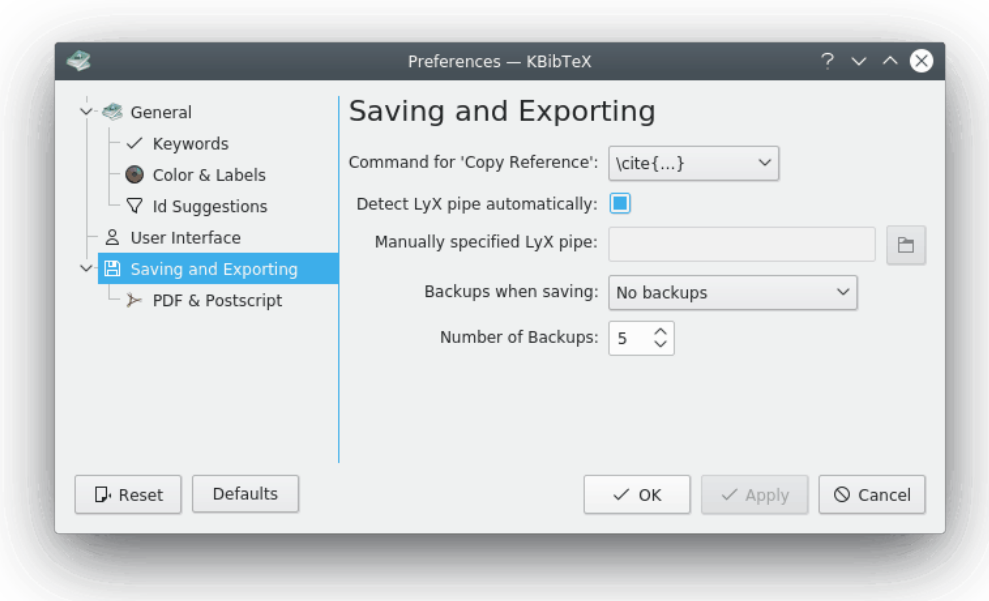 Preferences — KBibTeX
General
Keywords
Color & Labels
Id Suggestions
User Interface
Saving and Exporting
PDF & Postscript
Saving and Exporting
Command for 'Copy Reference': \cite{...}
Detect LyX pipe automatically:
Manually specified LyX pipe:
Backups when saving: No backups
Number of Backups: 5
Reset Defaults OK Apply Cancel